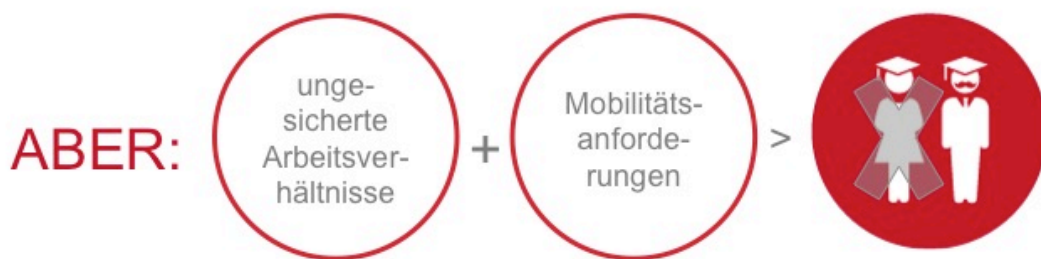 ABER:
unge-
sicherte
Arbeitsver-
hältnisse
+
Mobilitäts-
anforde-
rungen
>